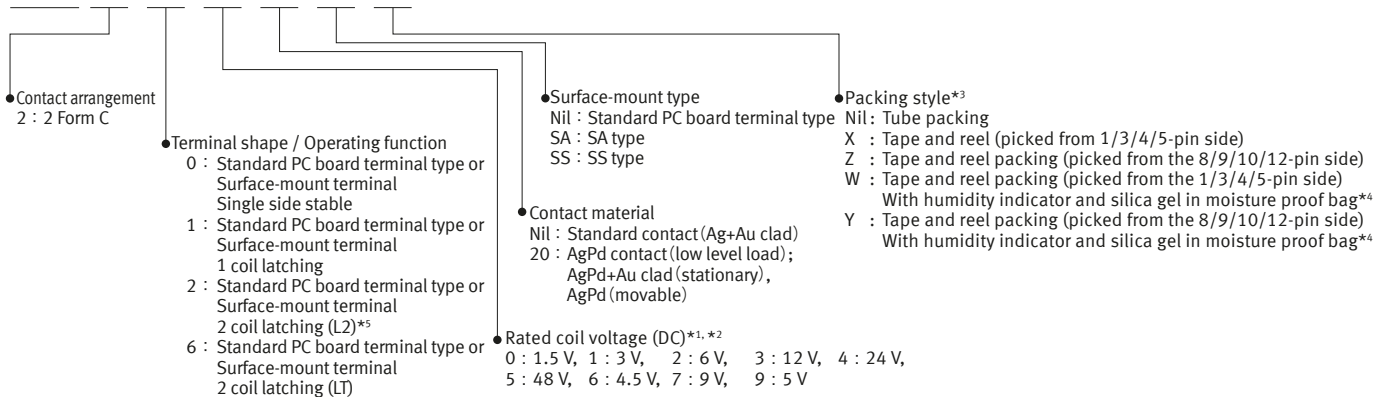 ●Contact arrangement
2 : 2 Form C
●Terminal shape / Operating function
0 : Standard PC board terminal type or
Surface-mount terminal
Single side stable
1 : Standard PC board terminal type or
Surface-mount terminal
1 coil latching
2 : Standard PC board terminal type or
Surface-mount terminal
2 coil latching (L2)*5
6 : Standard PC board terminal type or
Surface-mount terminal
2 coil latching (LT)
●Rated coil voltage (DC)*1, *2
0 : 1.5 V, 1 : 3 V, 2 : 6 V, 3 : 12 V, 4 : 24 V,
5 : 48 V, 6 : 4.5 V, 7 : 9 V, 9 : 5 V
●Contact material
Nil : Standard contact (Ag+Au clad)
20 : AgPd contact (low level load);
AgPd+Au clad (stationary),
AgPd (movable)
●Surface-mount type
Nil : Standard PC board terminal type
SA : SA type
SS : SS type
●Packing style*3
Nil : Tube packing
X : Tape and reel (picked from 1/3/4/5-pin side)
Z : Tape and reel packing (picked from the 8/9/10/12-pin side)
W : Tape and reel packing (picked from the 1/3/4/5-pin side)
With humidity indicator and silica gel in moisture proof bag*4
Y : Tape and reel packing (picked from the 8/9/10/12-pin side)
With humidity indicator and silica gel in moisture proof bag*4